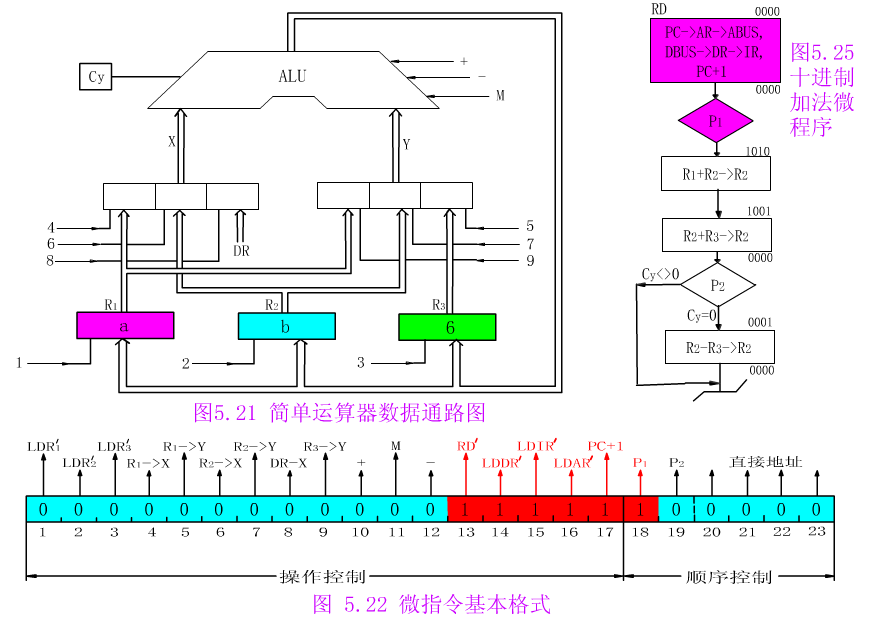 ALU
Cy
+
-
M
X
Y
4
6
8
DR
5
7
9
R1
R2
R3
a
b
6
1
2
3
图5.21 简单运算器数据通路图
RD
0000
PC->AR->ABUS,
DBUS->DR->IR,
PC+1
0000
P1
1010
R1+R2->R2
1001
R2+R3->R2
0000
Cy<>0
P2
Cy=0
0001
R2-R3->R2
0000
图5.25
十进制
加法微
程序
LDR1′ LDR3′ R1->Y R2->Y R3->Y M RD′ LDIR′ PC+1
LDR2′ R1->X R2->X DR-X + - LDDR′ LDAR′ P1 P2 直接地址
0 0 0 0 0 0 0 0 0 0 0 0 1 1 1 1 1 1 0 0 0 0 0
1 2 3 4 5 6 7 8 9 10 11 12 13 14 15 16 17 18 19 20 21 22 23
操作控制 顺序控制
图 5.22 微指令基本格式